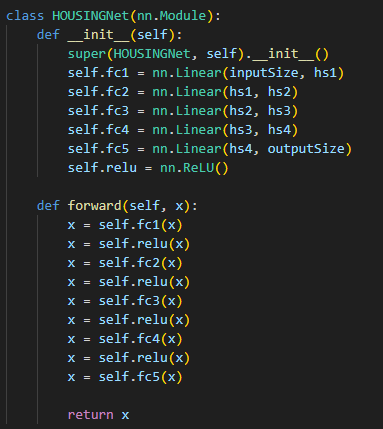 class HOUSINGNet(nn.Module):
    def __init__(self):
        super(HOUSINGNet, self).__init__()
        self.fc1 = nn.Linear(inputSize, hs1)
        self.fc2 = nn.Linear(hs1, hs2)
        self.fc3 = nn.Linear(hs2, hs3)
        self.fc4 = nn.Linear(hs3, hs4)
        self.fc5 = nn.Linear(hs4, outputSize)
        self.relu = nn.ReLU()

    def forward(self, x):
        x = self.fc1(x)
        x = self.relu(x)
        x = self.fc2(x)
        x = self.relu(x)
        x = self.fc3(x)
        x = self.relu(x)
        x = self.fc4(x)
        x = self.relu(x)
        x = self.fc5(x)

        return x